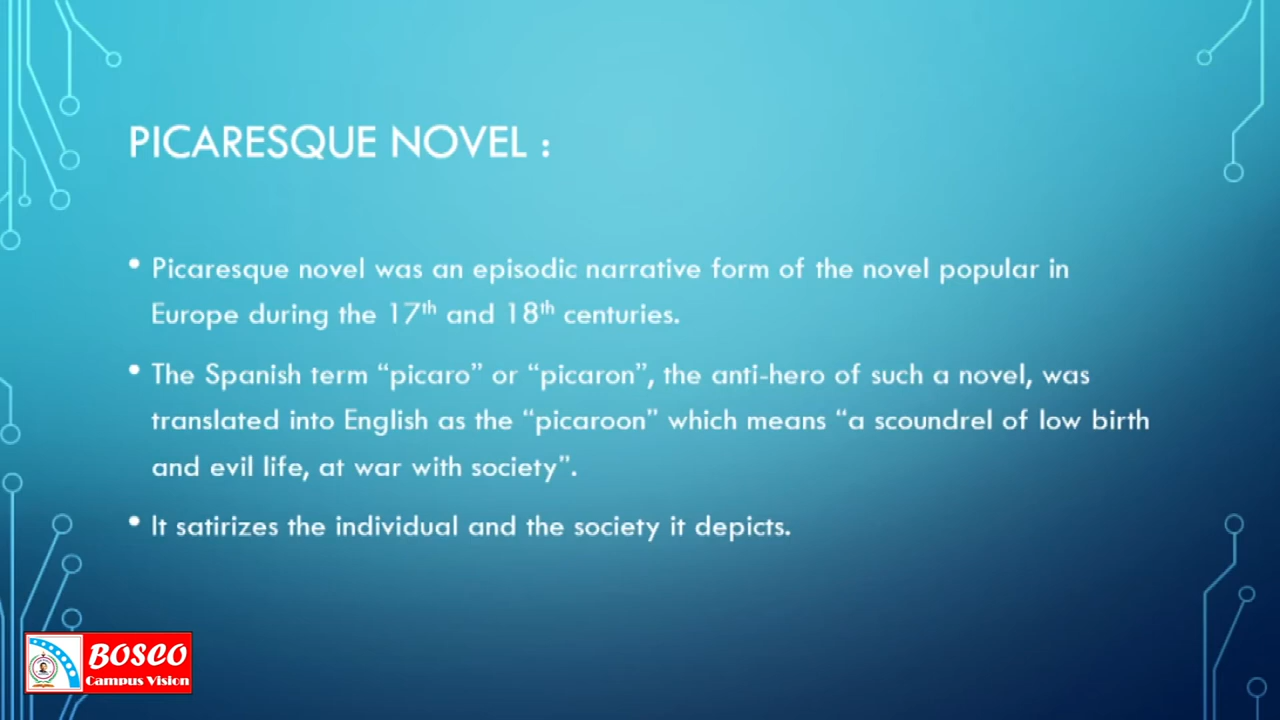 PICARESQUE NOVEL :
• Picaresque novel was an episodic narrative form of the novel popular in
Europe during the 17th and 18th centuries.
• The Spanish term “picaro” or “picaron”, the anti-hero of such a novel, was
translated into English as the “picaroon” which means “a scoundrel of low birth
and evil life, at war with society”.
• It satirizes the individual and the society it depicts.
BOSCO
Campus Vision